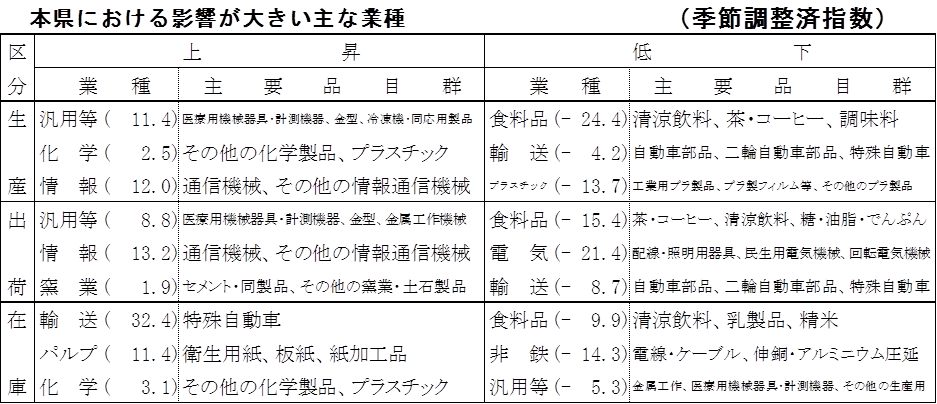 本県における影響が大きい主な業種 （季節調整済指数）
区分 上昇 低下
業種 主要品目群 業種 主要品目群
生産 汎用等( 11.4) 医療用機械器具・計測機器、金型、冷凍機・同応用製品 食料品(－ 24.4) 清涼飲料、茶・コーヒー、調味料
化学( 2.5) その他の化学製品、プラスチック 輸送(－ 4.2) 自動車部品、二輪自動車部品、特殊自動車
情報( 12.0) 通信機械、その他の情報通信機械 プラスチック(－ 13.7) 工業用プラ製品、プラ製フィルム等、その他のプラ製品
出荷 汎用等( 8.8) 医療用機械器具・計測機器、金型、金属工作機械 食料品(－ 15.4) 茶・コーヒー、清涼飲料、糖・油脂・でんぷん
情報( 13.2) 通信機械、その他の情報通信機械 電気(－ 21.4) 配線・照明用器具、民生用電気機械、回転電気機械
窯業( 1.9) セメント・同製品、その他の窯業・土石製品 輸送(－ 8.7) 自動車部品、二輪自動車部品、特殊自動車
在庫 輸送( 32.4) 特殊自動車 食料品(－ 9.9) 清涼飲料、乳製品、精米
パルプ( 11.4) 衛生用紙、板紙、紙加工品 非鉄(－ 14.3) 電線・ケーブル、伸銅・アルミニウム圧延
化学( 3.1) その他の化学製品、プラスチック 汎用等(－ 5.3) 金属工作、医療用機械器具・計測機器、その他の生産用